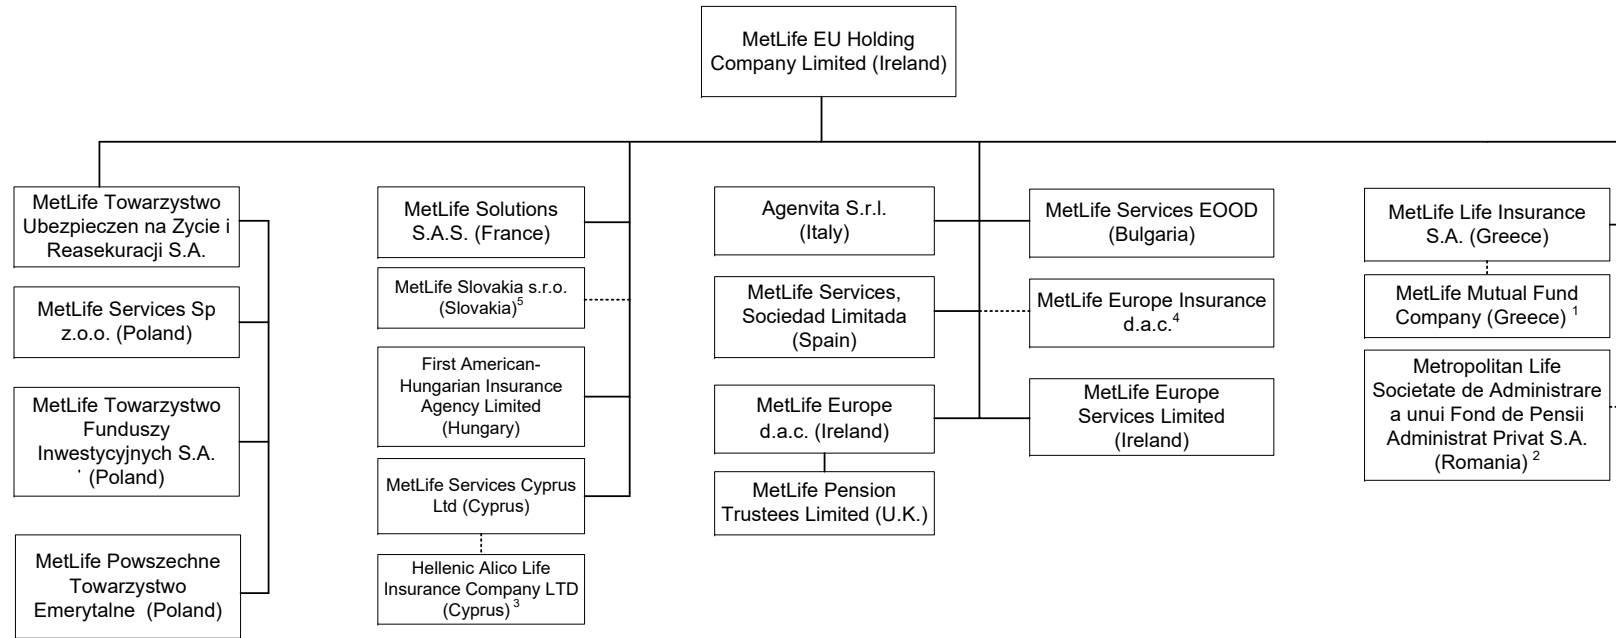 MetLife EU Holding
Company Limited (Ireland)
MetLife Towarzystwo
Ubezpieczen na Zycie i
Reasekuracji S.A.
MetLife Services Sp
z.o.o. (Poland)
MetLife Towarzystwo
Funduszy
Inwestycyjnych S.A.
' (Poland)
MetLife Powszechne
Towarzystwo
Emerytalne (Poland)
MetLife Solutions
S.A.S. (France)
MetLife Slovakia s.r.o.
(Slovakia)5
First American-
Hungarian Insurance
Agency Limited
(Hungary)
MetLife Services Cyprus
Ltd (Cyprus)
Hellenic Alico Life
Insurance Company LTD
(Cyprus) 3
Agenvita S.r.l.
(Italy)
MetLife Services,
Sociedad Limitada
(Spain)
MetLife Europe
d.a.c. (Ireland)
MetLife Pension
Trustees Limited (U.K.)
MetLife Services EOOD
(Bulgaria)
MetLife Europe Insurance
d.a.c.4
MetLife Europe
Services Limited
(Ireland)
MetLife Life Insurance
S.A. (Greece)
MetLife Mutual Fund
Company (Greece) 1
Metropolitan Life
Societate de Administrare
a unui Fond de Pensii
Administrat Privat S.A.
(Romania) 2